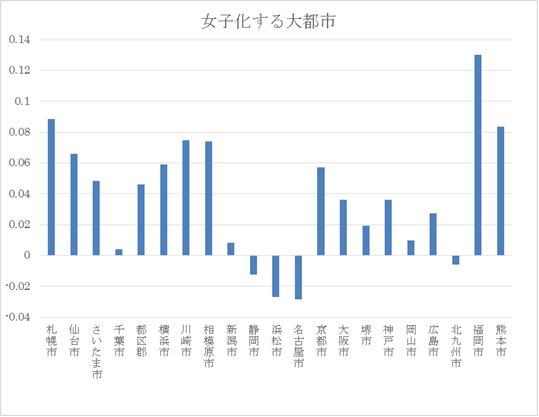 女子化する大都市
0.14
0.12
0.1
0.08
0.06
0.04
0.02
0
-0.02
-0.04
札幌市
仙台市
さいたま市
千葉市
都区郡
横浜市
川崎市
相模原市
新潟市
静岡市
浜松市
名古屋市
京都市
大阪市
堺市
神戸市
岡山市
広島市
北九州市
福岡市
熊本市